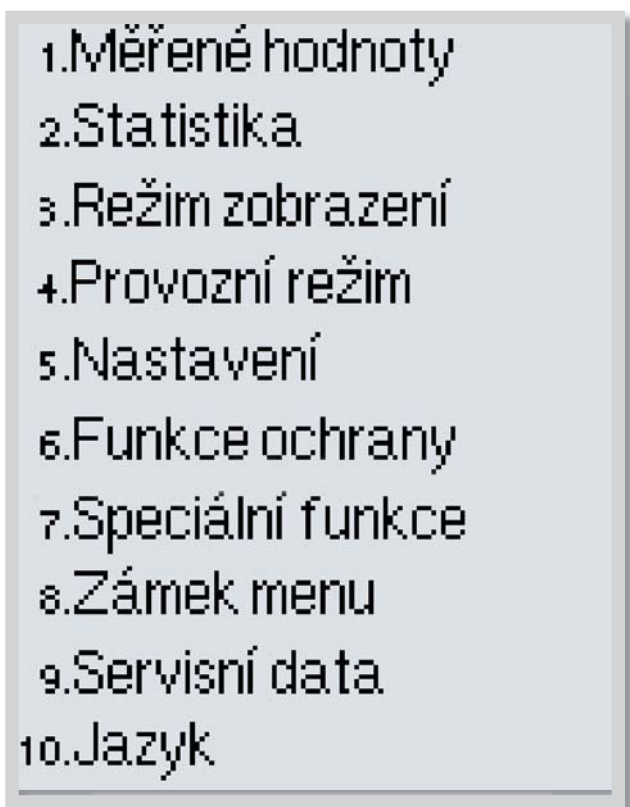 1.Měřené hodnoty
2.Statistika
3.Režim zobrazení
4.Provozní režim
5.Nastavení
6.Funkce ochrany
7.Speciální funkce
8.Zámek menu
9.Servisní data
10.Jazyk